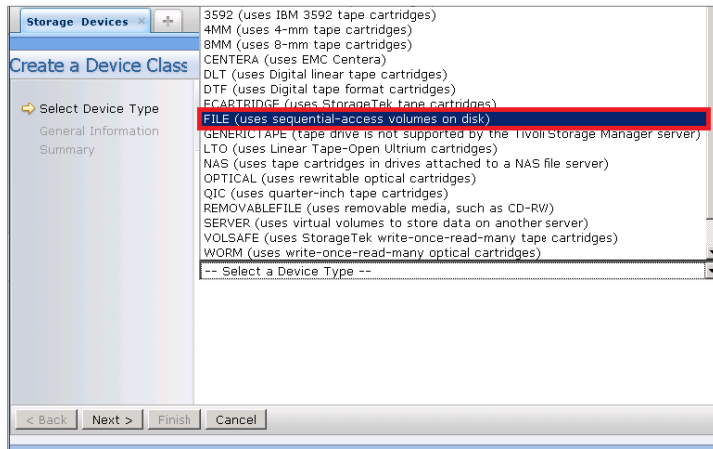 Storage Devices × +
3592 (uses IBM 3592 tape cartridges)
4MM (uses 4-mm tape cartridges)
8MM (uses 8-mm tape cartridges)
CENTERA (uses EMC Centera)
DLT (uses Digital linear tape cartridges)
DTF (uses Digital tape format cartridges)
ECARTRIDGE (uses StorageTek tape cartridges)
FILE (uses sequential-access volumes on disk)
GENERICTAPE (tape drive is not supported by the Tivoli Storage Manager server)
LTO (uses Linear Tape-Open Ultrium cartridges)
NAS (uses tape cartridges in drives attached to a NAS file server)
OPTICAL (uses rewritable optical cartridges)
QIC (uses quarter-inch tape cartridges)
REMOVABLEFILE (uses removable media, such as CD-RW)
SERVER (uses virtual volumes to store data on another server)
VOLSAFE (uses StorageTek write-once-read-many tape cartridges)
WORM (uses write-once-read-many optical cartridges)
-- Select a Device Type --
Create a Device Class
Select Device Type
General Information
Summary
< Back Next > Finish Cancel